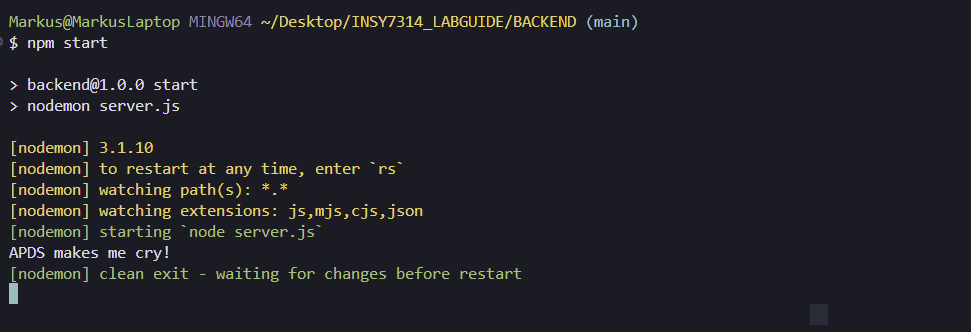 Markus@MarkusLaptop MINGW64 ~/Desktop/INSY7314_LABGUIDE/BACKEND (main)
$ npm start
> backend@1.0.0 start
> nodemon server.js
[nodemon] 3.1.10
[nodemon] to restart at any time, enter `rs`
[nodemon] watching path(s): *.*
[nodemon] watching extensions: js,mjs,cjs,json
[nodemon] starting `node server.js`
APDS makes me cry!
[nodemon] clean exit - waiting for changes before restart